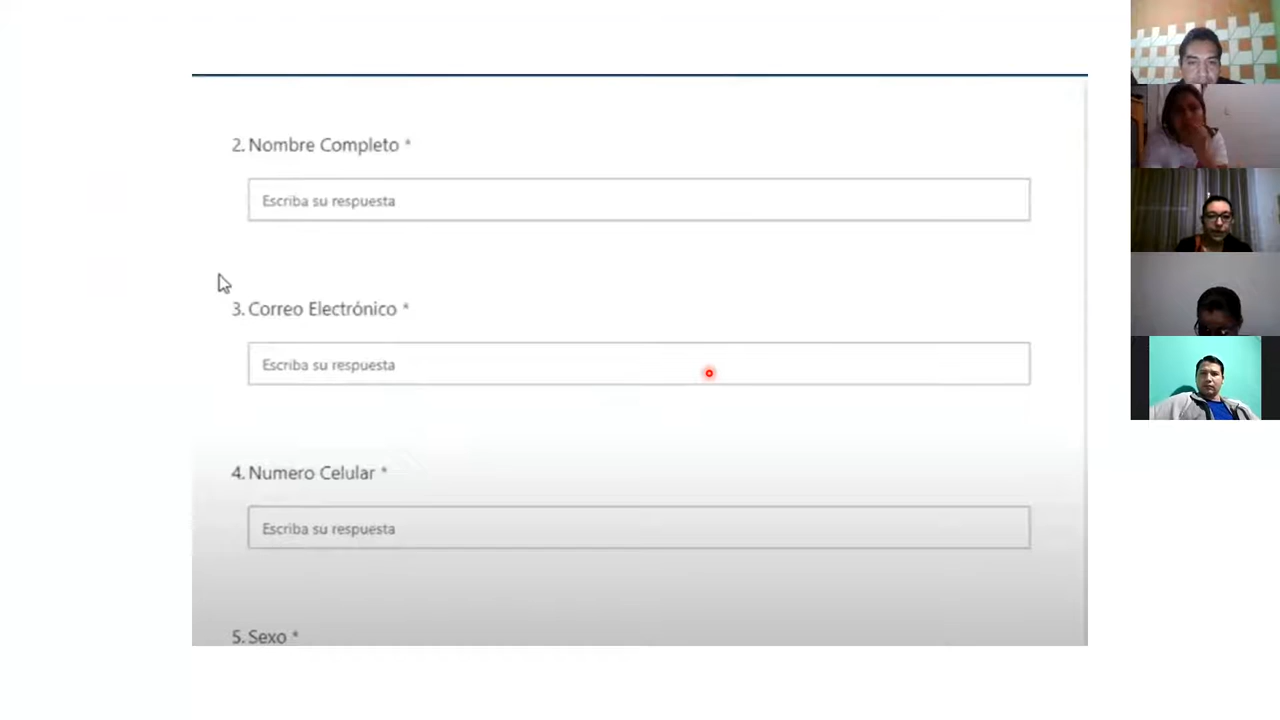 2. Nombre Completo *
Escriba su respuesta
3. Correo Electrónico *
Escriba su respuesta
4. Numero Celular *
Escriba su respuesta
5. Sexo *